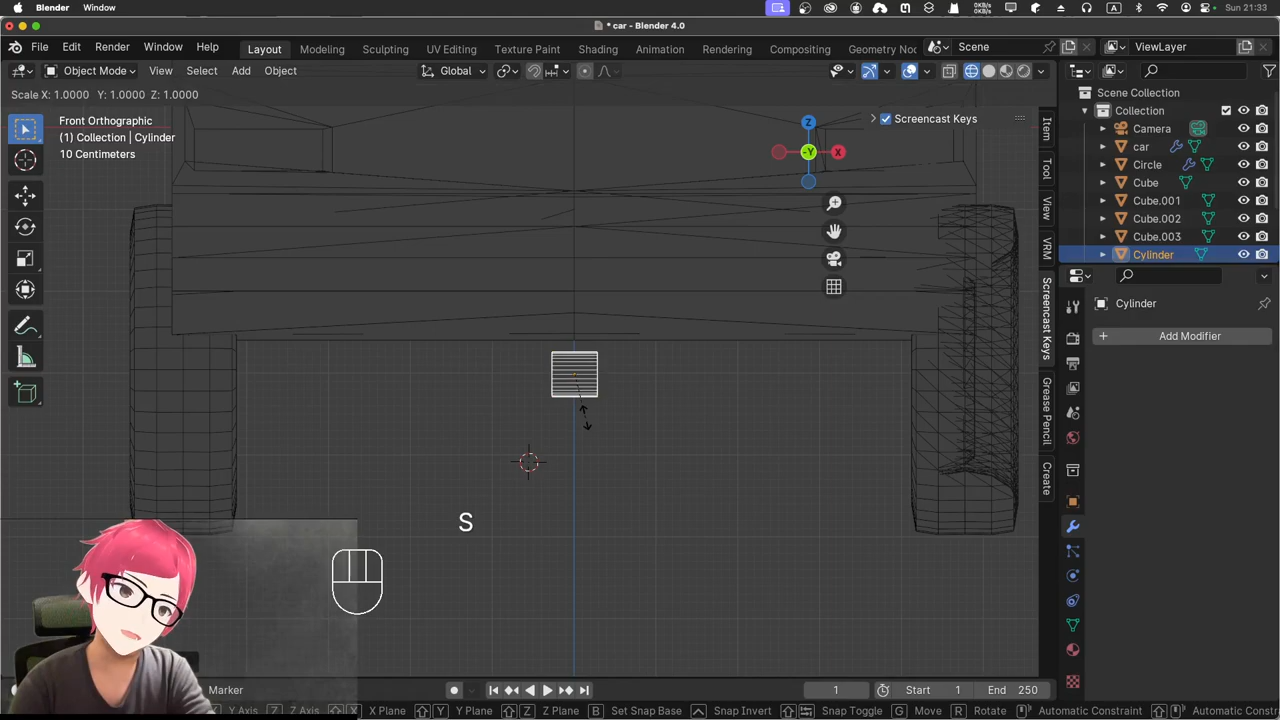 Blender Window
0KB/s
0KB/s
A
Sun 21:33
* car - Blender 4.0
File Edit Render Window Help
Layout Modeling Sculpting UV Editing Texture Paint Shading Animation Rendering Compositing Geometry Noc
Scene
ViewLayer
Object Mode View Select Add Object
Global
Scale X: 1.0000 Y: 1.0000 Z: 1.0000
Front Orthographic
(1) Collection | Cylinder
10 Centimeters
Screencast Keys
Z
-Y
X
Item
Tool
View
VRM
Screencast Keys
Grease Pencil
Create
Scene Collection
Collection
Camera
car
Circle
Cube
Cube.001
Cube.002
Cube.003
Cylinder
Cylinder
Add Modifier
S
Marker
1
Start 1
End 250
Y Axis Z Z Axis X X Plane Y Y Plane Z Z Plane B Set Snap Base Snap Invert Snap Toggle G Move R Rotate Automatic Constraint Automatic Constra